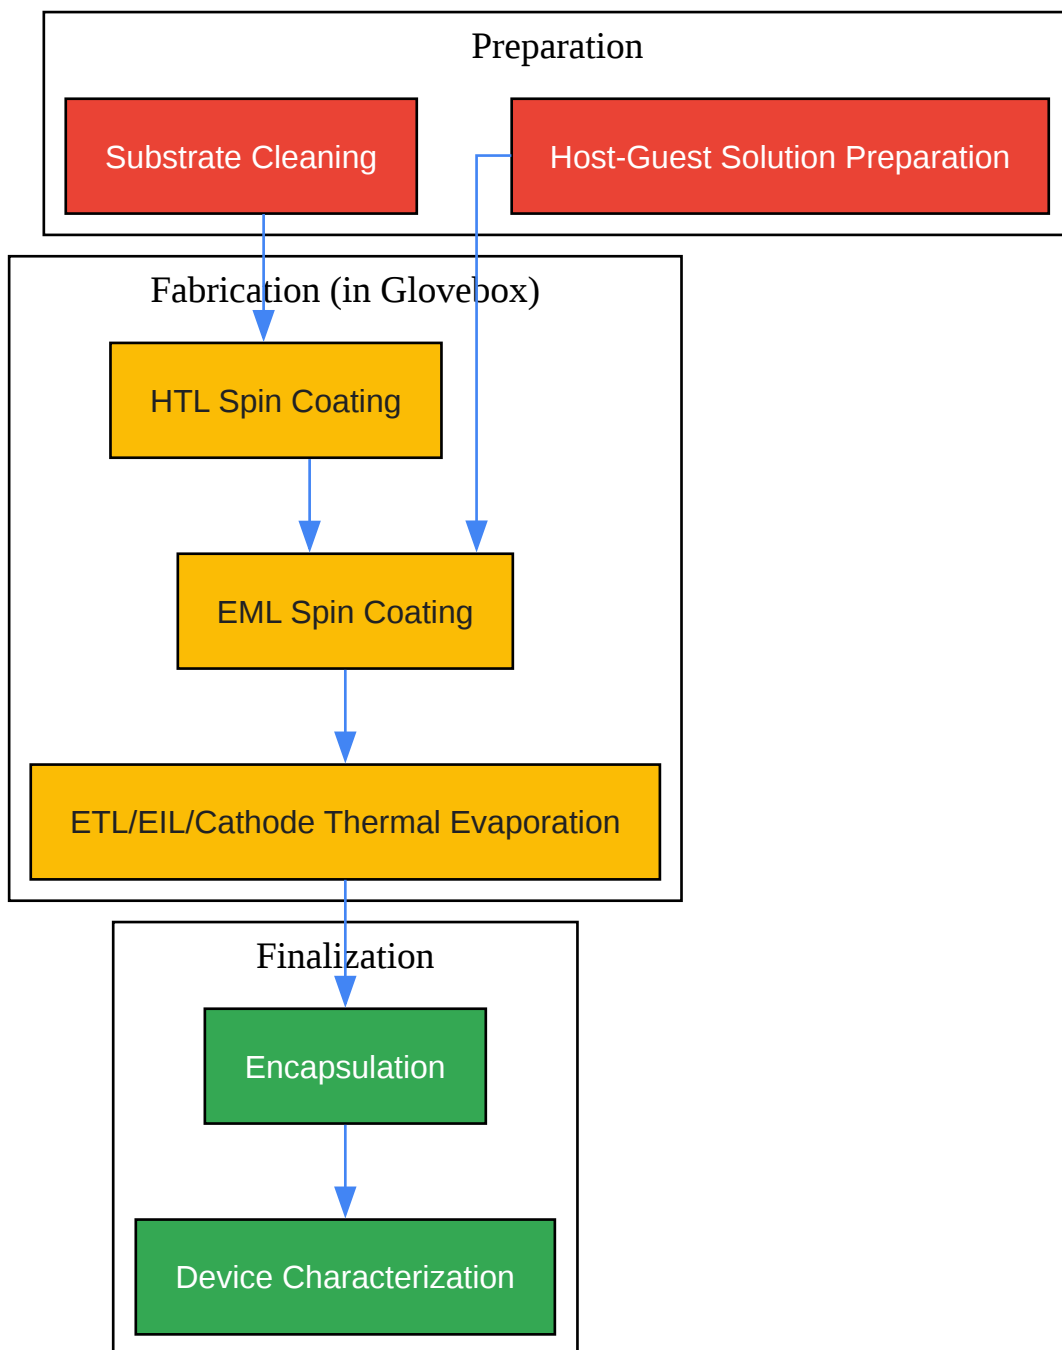 Preparation
Substrate Cleaning
Host-Guest Solution Preparation
Fabrication (in Glovebox)
HTL Spin Coating
EML Spin Coating
ETL/EIL/Cathode Thermal Evaporation
Finalization
Encapsulation
Device Characterization